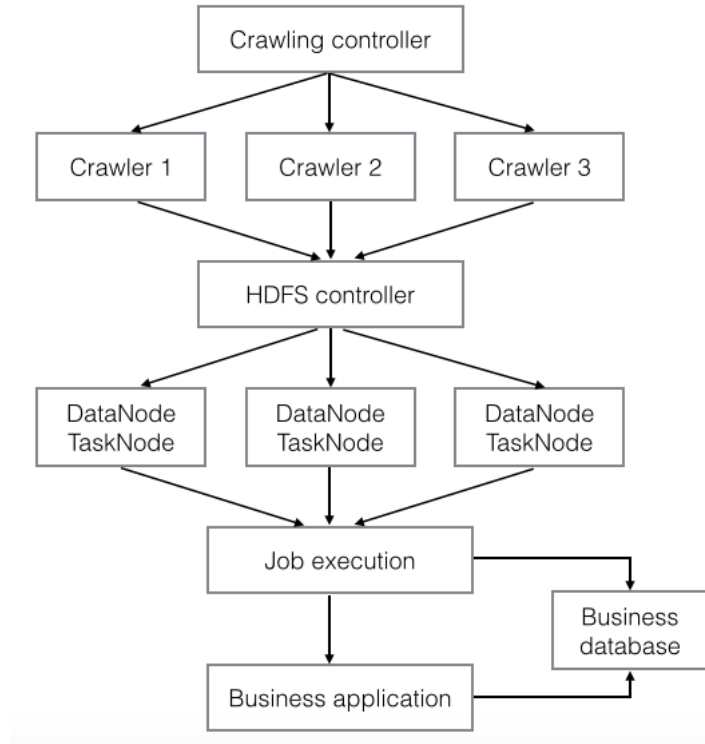 Crawling controller
Crawler 1
Crawler 2
Crawler 3
HDFS controller
DataNode
TaskNode
DataNode
TaskNode
DataNode
TaskNode
Job execution
Business
database
Business application